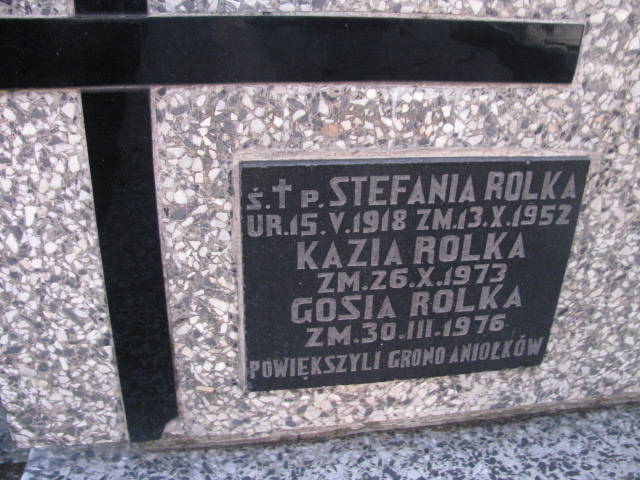 Ś.†P. STEFANIA ROLKA
UR.15.V.1918 ZM.13.X.1952
KAZIA ROLKA
ZM.26.X.1973
GOSIA ROLKA
ZM.30.III.1976
POWIEKSZYLI GRONO ANIOŁKÓW